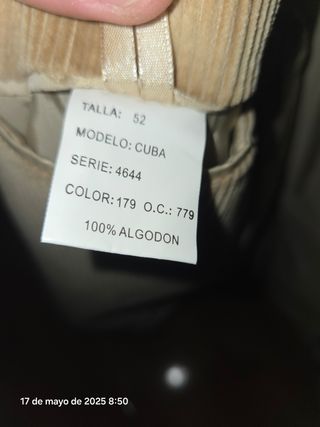 TALLA: 52
MODELO: CUBA
SERIE: 4644
COLOR: 179 O.C.: 779
100% ALGODON
17 de mayo de 2025 8:50